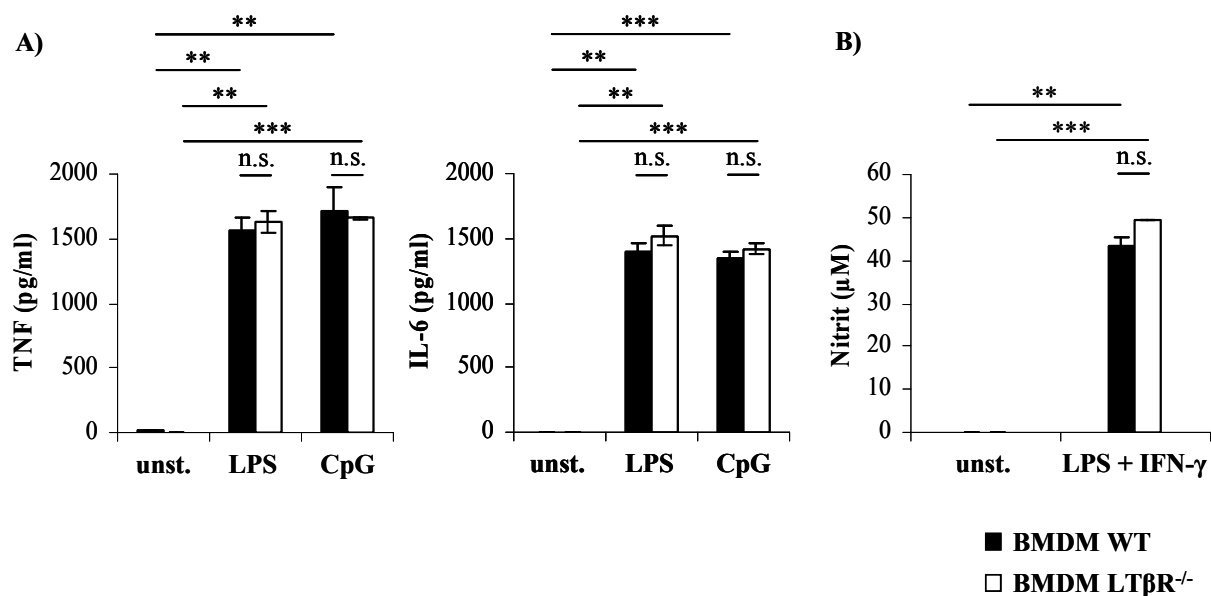 A)
**
**
**
***
n.s.
n.s.
2000
1500
1000
500
0
TNF (pg/ml)
unst.
LPS
CpG
***
**
**
***
n.s.
n.s.
2000
1500
1000
500
0
IL-6 (pg/ml)
unst.
LPS
CpG
B)
**
***
n.s.
60
50
40
30
20
10
0
Nitrit (µM)
unst.
LPS + IFN-γ
BMDM WT
BMDM LTβR-/-